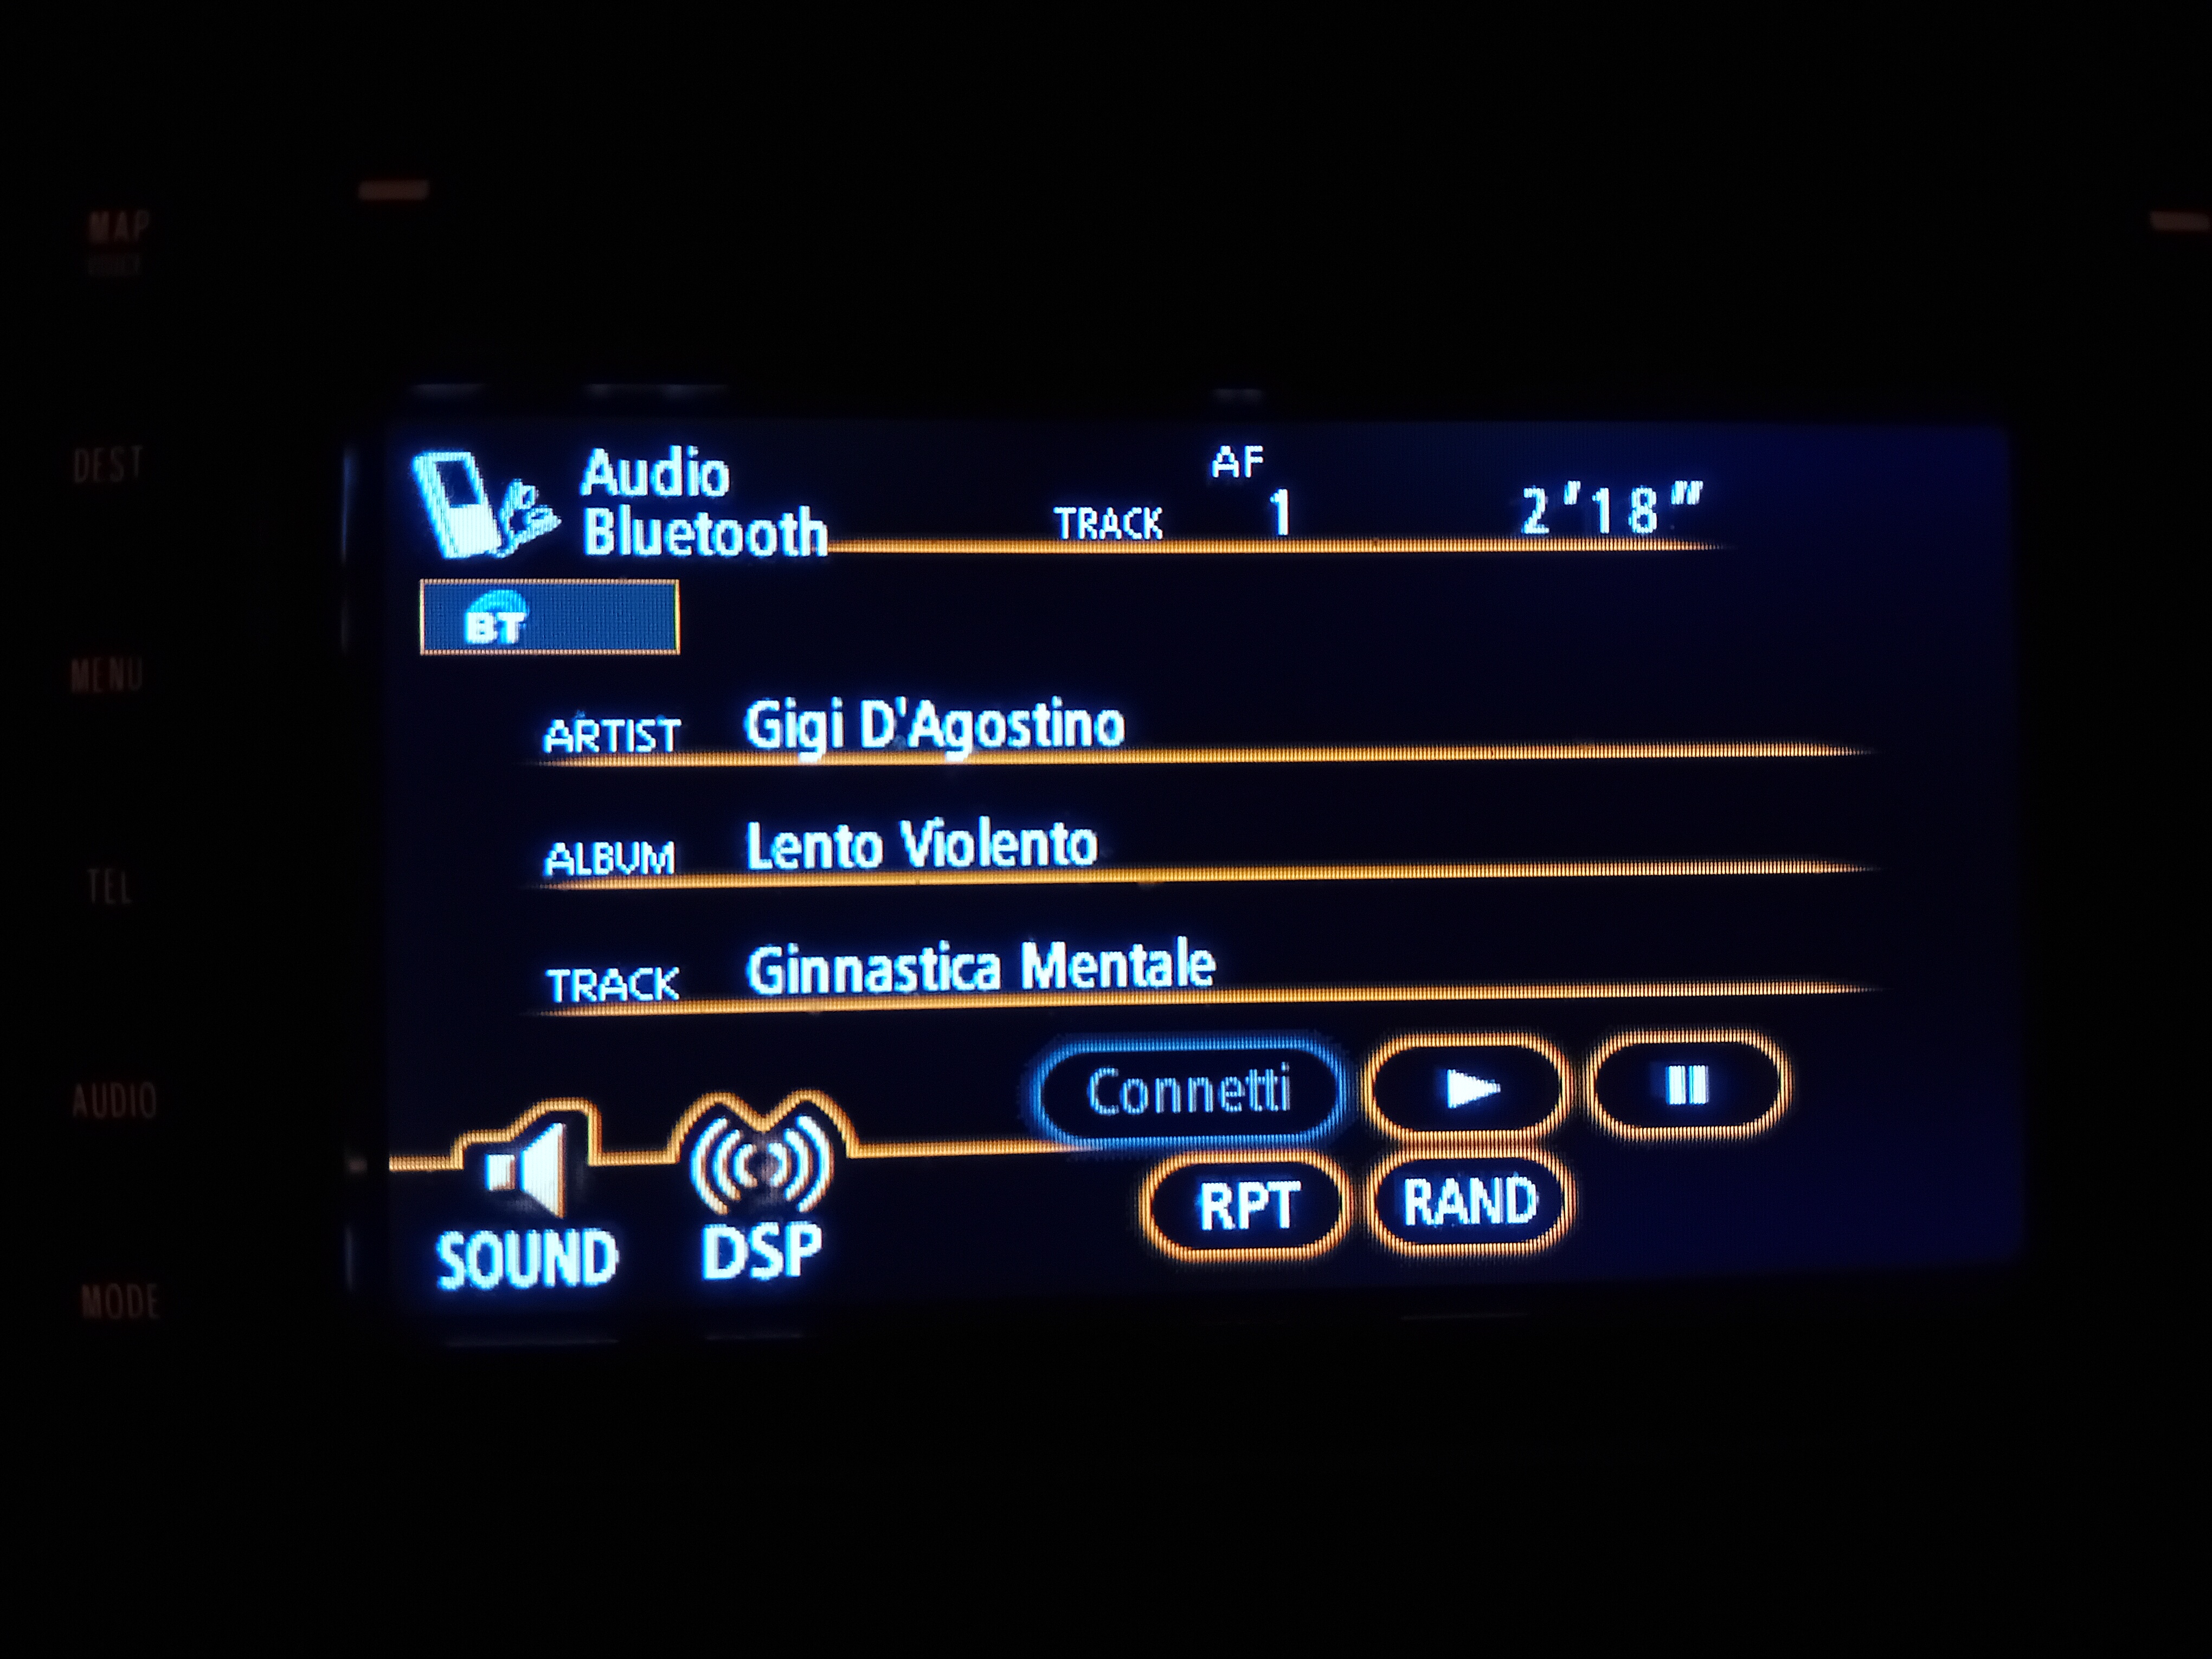 MAP
DEST
MENU
TEL
AUDIO
MODE
Audio
Bluetooth
AF
TRACK 1 2'18"
BT
ARTIST Gigi D'Agostino
ALBUM Lento Violento
TRACK Ginnastica Mentale
Connetti
SOUND DSP RPT RAND